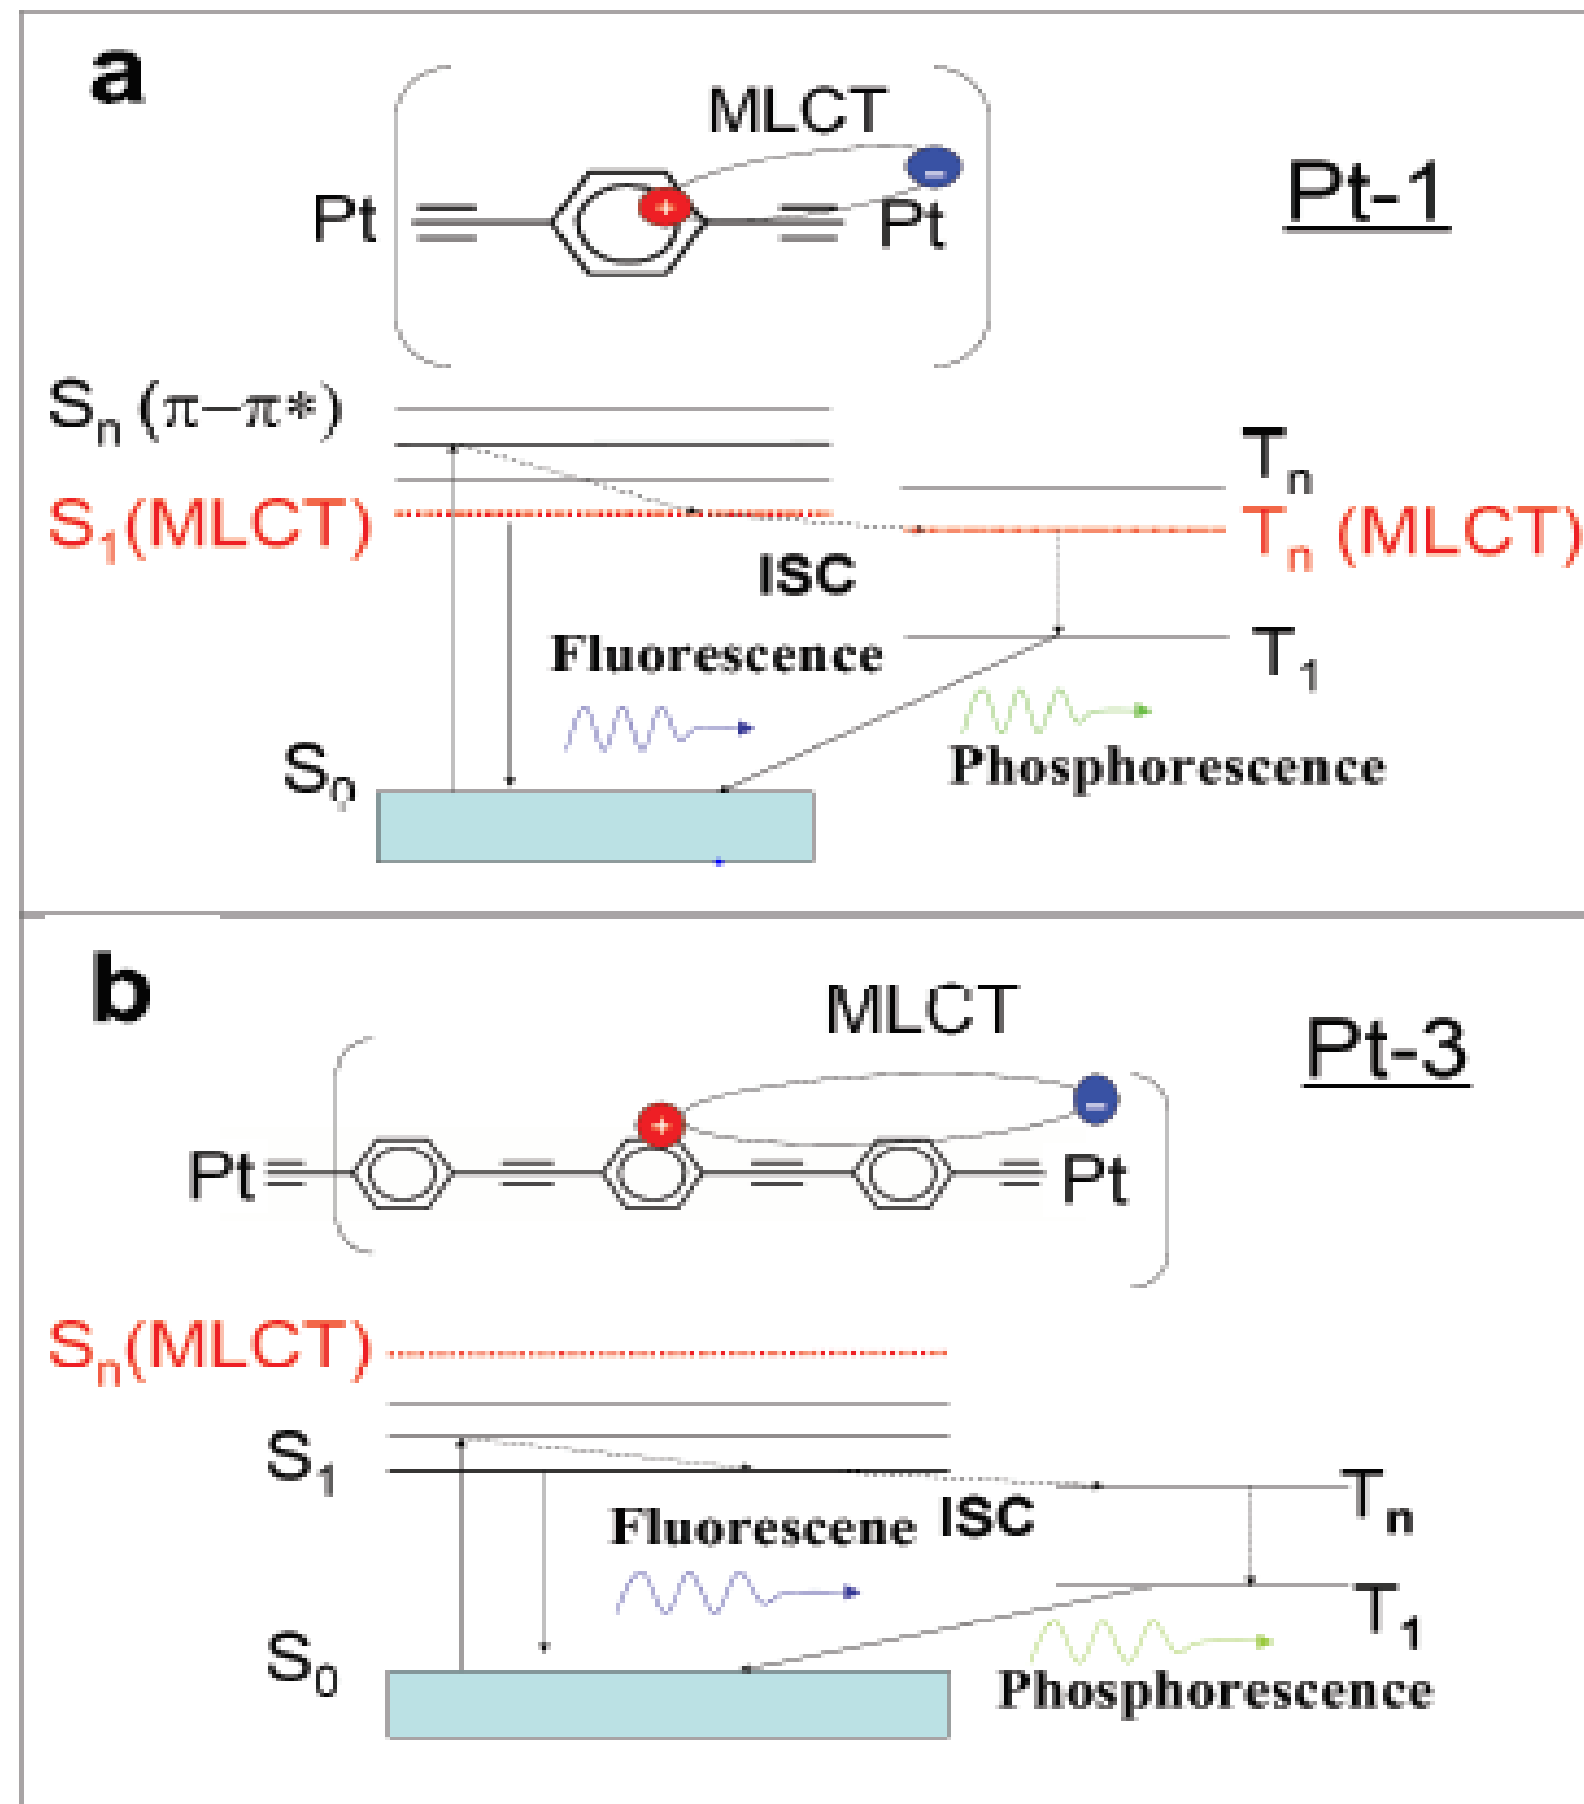 a
MLCT
Pt-1
Pt
Pt
+
−
Sn (π−π*)
Tn
S1(MLCT)
Tn (MLCT)
ISC
Fluorescence
T1
S0
Phosphorescence
b
MLCT
Pt-3
+
−
Pt
Pt
Sn(MLCT)
S1
Tn
Fluorescene
ISC
T1
S0
Phosphorescence